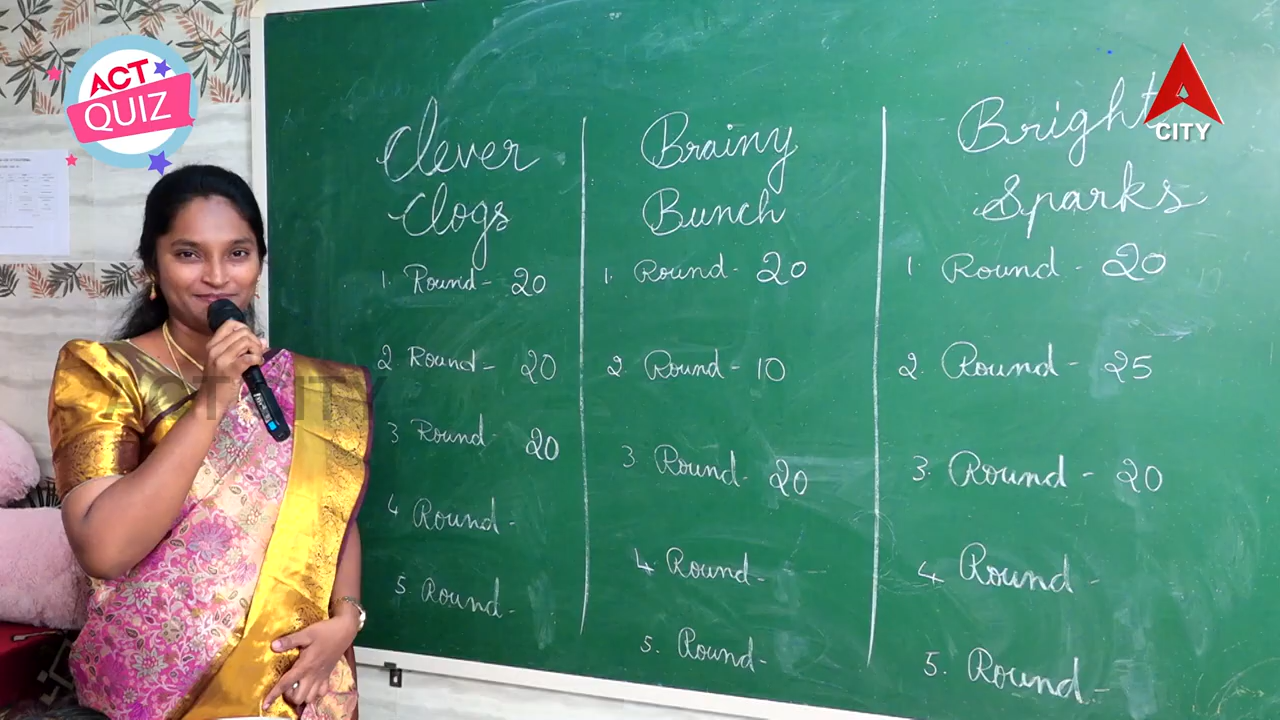 ACT
QUIZ
CITY
ACT CITY
Clever
Clogs
1. Round - 20
2 Round - 20
3 Round 20
4 Round -
5. Round -
Brainy
Bunch
1. Round - 20
2. Round - 10
3. Round - 20
4 Round -
5. Round -
Bright
Sparks
1. Round - 20
2. Round - 25
3. Round - 20
4 Round -
5. Round -